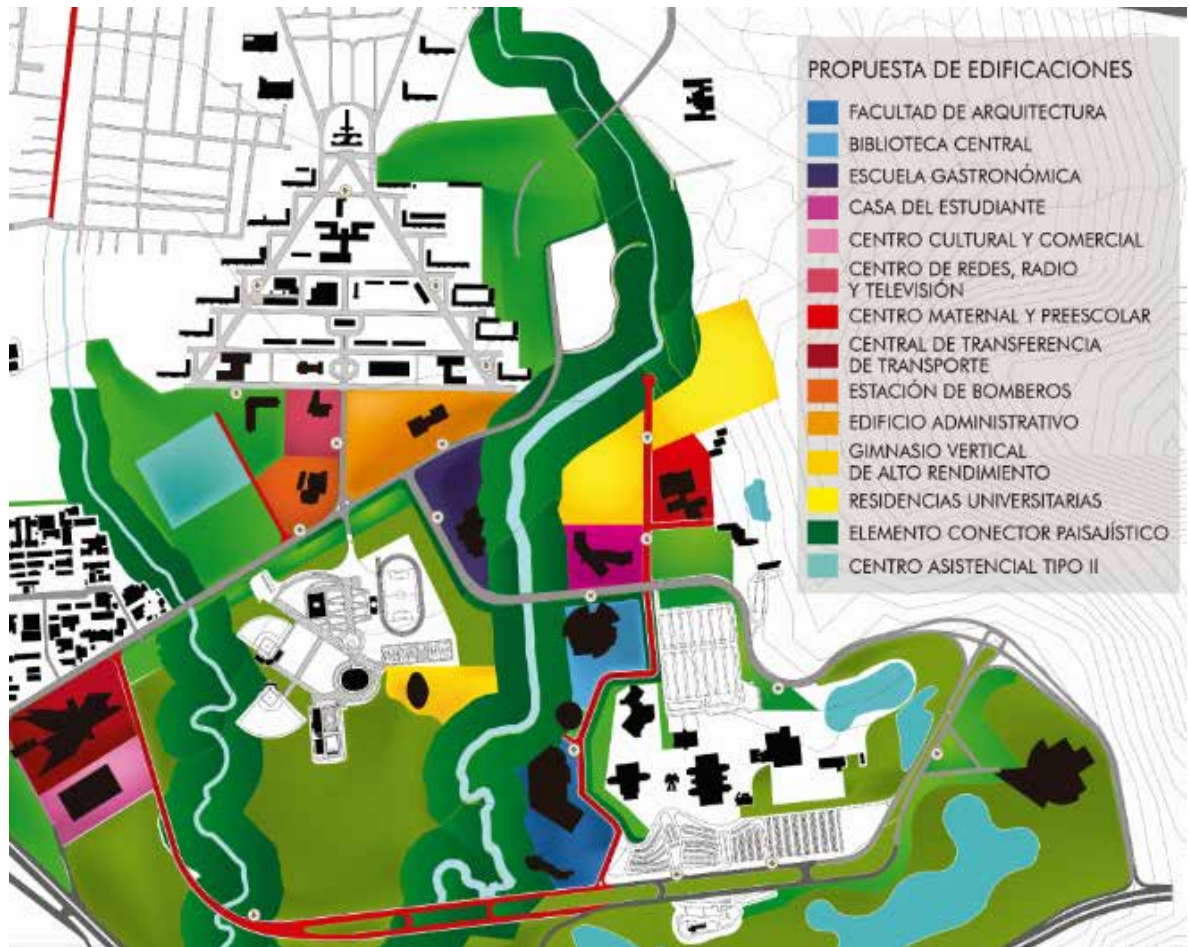 PROPUESTA DE EDIFICACIONES
FACULTAD DE ARQUITECTURA
BIBLIOTECA CENTRAL
ESCUELA GASTRONÓMICA
CASA DEL ESTUDIANTE
CENTRO CULTURAL Y COMERCIAL
CENTRO DE REDES, RADIO
Y TELEVISIÓN
CENTRO MATERNAL Y PREESCOLAR
CENTRAL DE TRANSFERENCIA
DE TRANSPORTE
ESTACIÓN DE BOMBEROS
EDIFICIO ADMINISTRATIVO
GIMNASIO VERTICAL
DE ALTO RENDIMIENTO
RESIDENCIAS UNIVERSITARIAS
ELEMENTO CONECTOR PAISAJÍSTICO
CENTRO ASISTENCIAL TIPO II